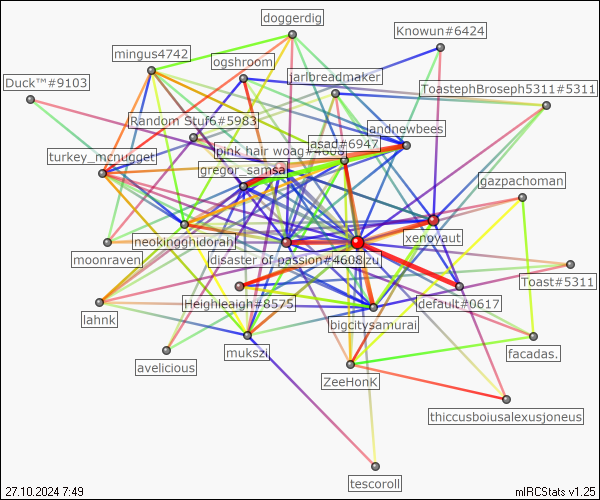 doggerdig
Knowun#6424
mingus4742
ogshroom
jarlbreadmaker
Duck™#9103
ToastephBroseph5311#5311
Random Stuf6#5983
andnewbees
asad#6947
pink hair woag#4608
turkey_mcnugget
gregor_samsa
gazpachoman
neokingghidorah
xenoyaut
moonraven
disaster of passion#4608
Toast#5311
Heighleaigh#8575
default#0617
lahnk
bigcitysamurai
mukszi
facadas.
avelicious
ZeeHonK
thiccusboiusalexusjoneus
tescoroll
27.10.2024 7:49
mIRCStats v1.25